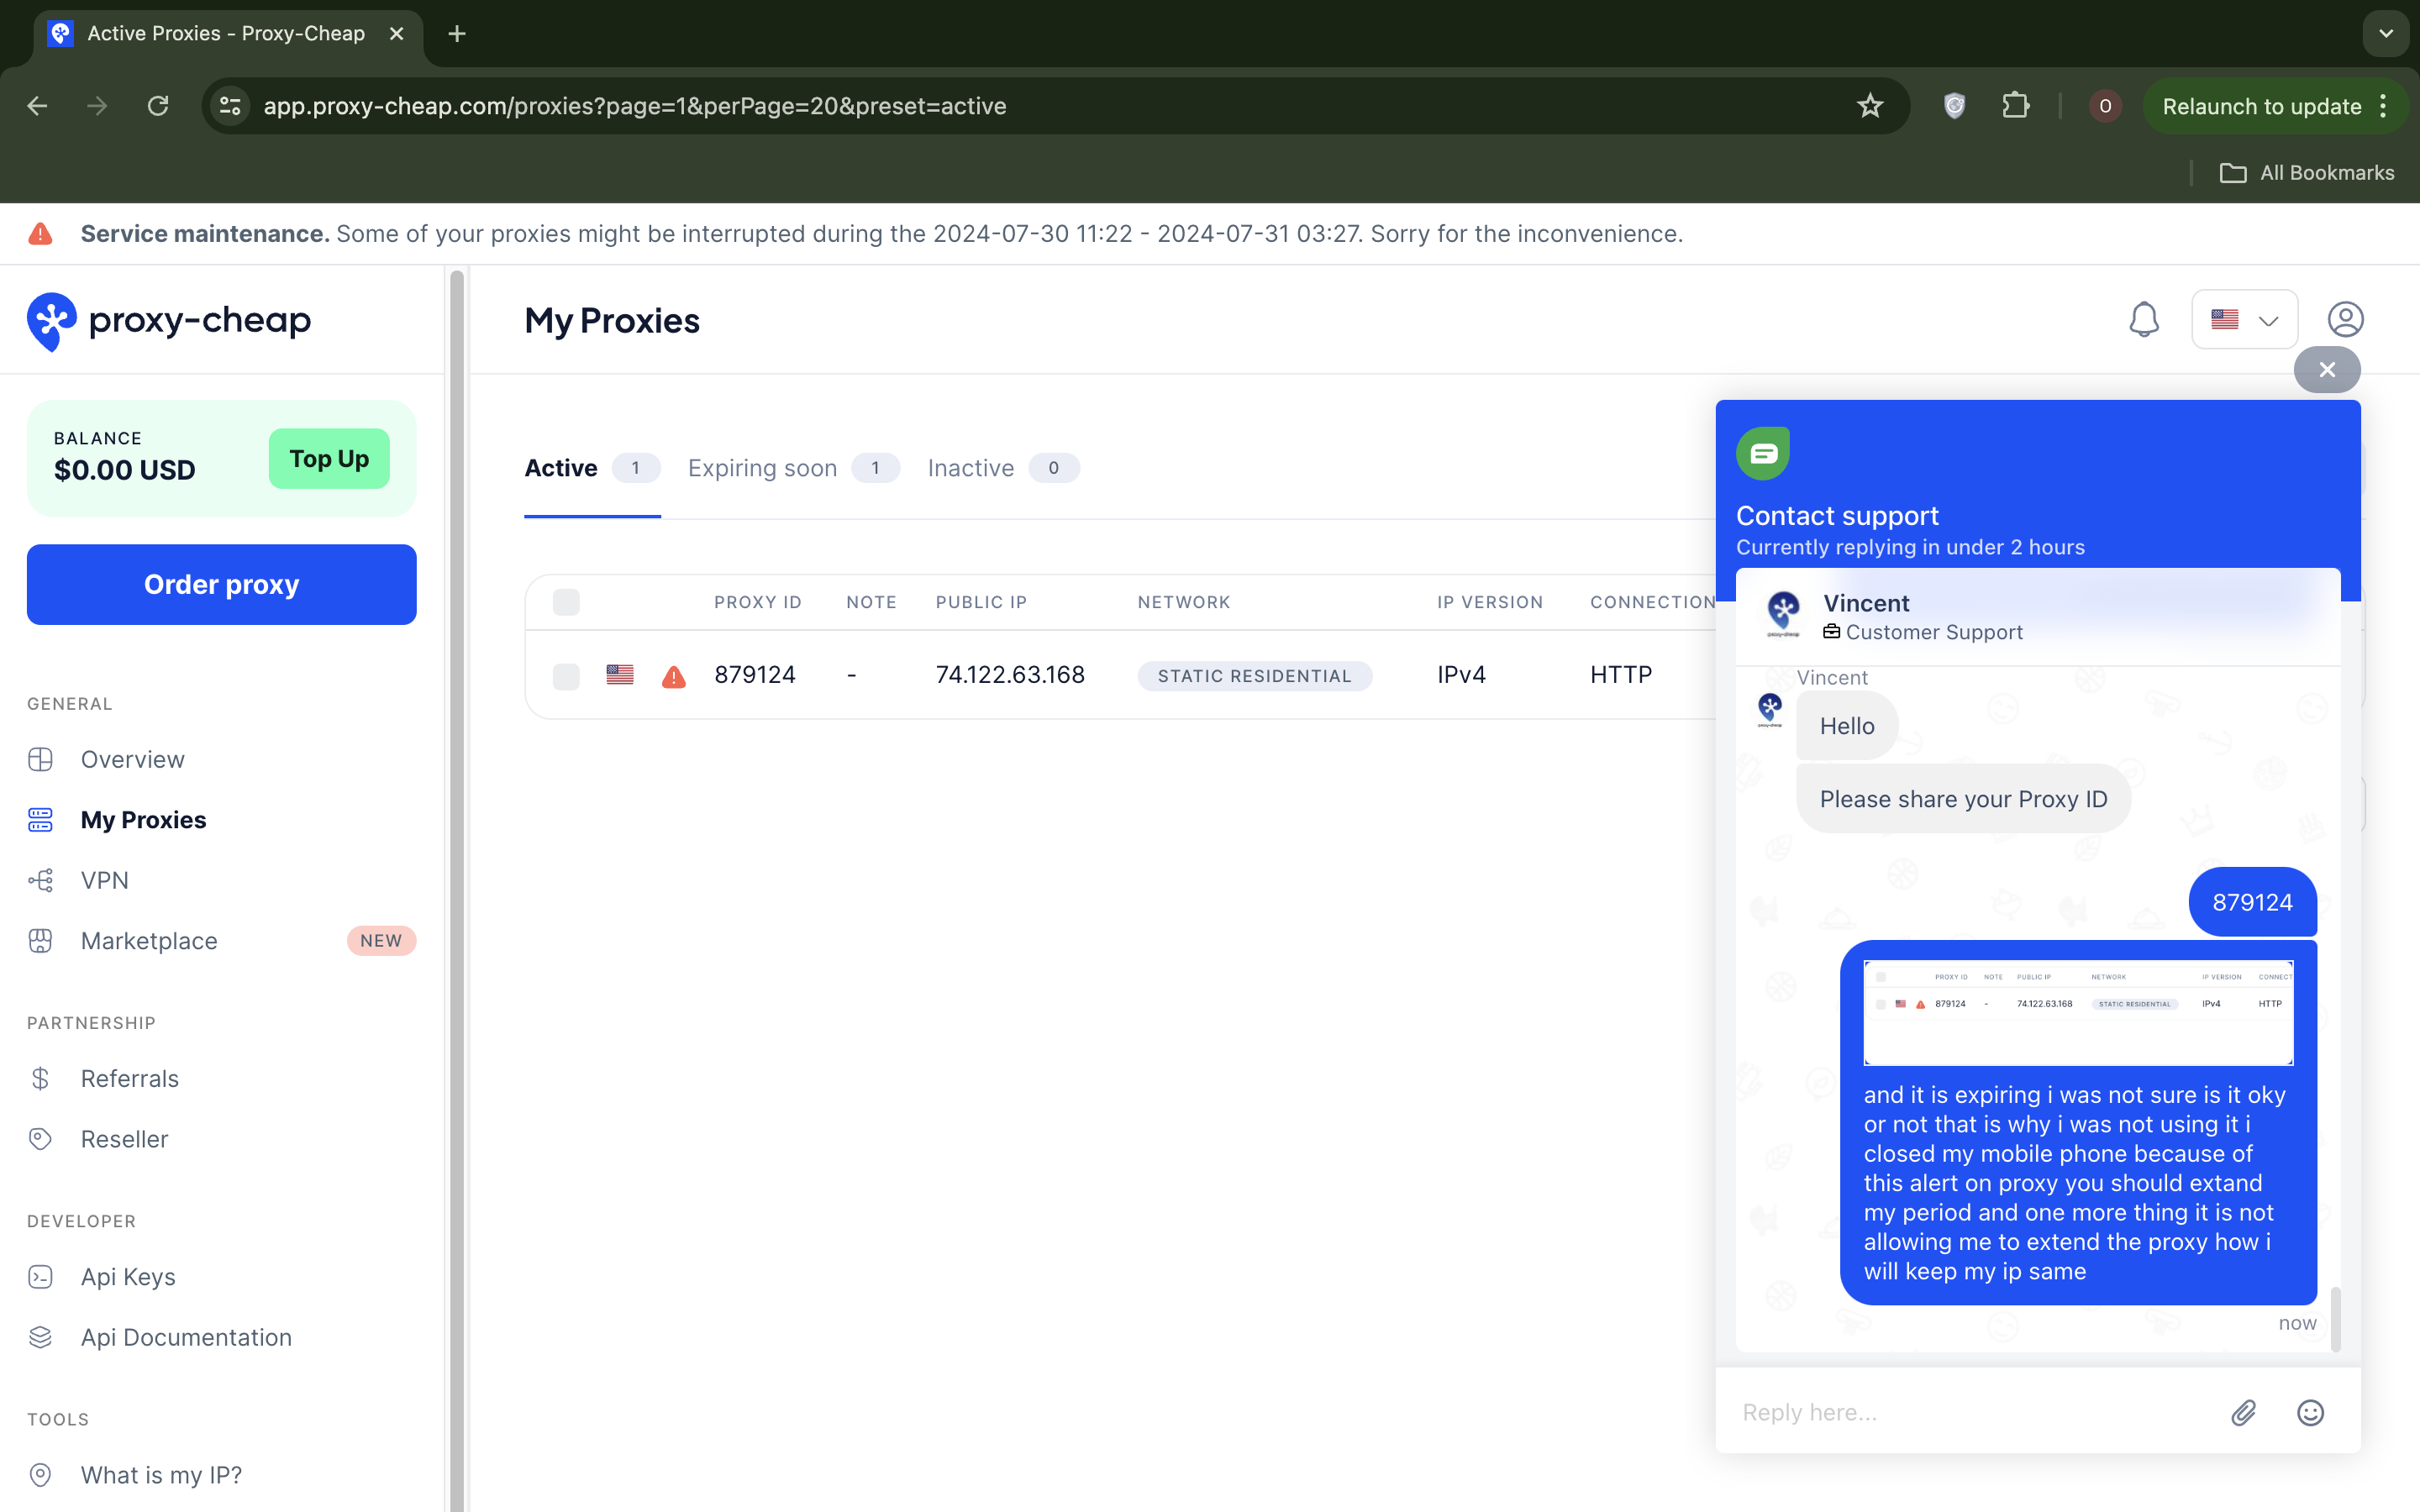 Active Proxies - Proxy-Cheap
app.proxy-cheap.com/proxies?page=1&perPage=20&preset=active
O
Relaunch to update
All Bookmarks
Service maintenance. Some of your proxies might be interrupted during the 2024-07-30 11:22 - 2024-07-31 03:27. Sorry for the inconvenience.
proxy-cheap
BALANCE
$0.00 USD
Top Up
Order proxy
GENERAL
Overview
My Proxies
VPN
Marketplace NEW
PARTNERSHIP
Referrals
Reseller
DEVELOPER
Api Keys
Api Documentation
TOOLS
What is my IP?
My Proxies
Active 1 Expiring soon 1 Inactive 0
PROXY ID NOTE PUBLIC IP NETWORK IP VERSION CONNECTION
879124 - 74.122.63.168 STATIC RESIDENTIAL IPv4 HTTP
Contact support
Currently replying in under 2 hours
Vincent
Customer Support
Vincent
Hello
Please share your Proxy ID
879124
PROXY ID NOTE PUBLIC IP NETWORK IP VERSION CONNECT
879124 - 74.122.63.168 STATIC RESIDENTIAL IPv4 HTTP
and it is expiring i was not sure is it oky
or not that is why i was not using it i
closed my mobile phone because of
this alert on proxy you should extand
my period and one more thing it is not
allowing me to extend the proxy how i
will keep my ip same
now
Reply here...